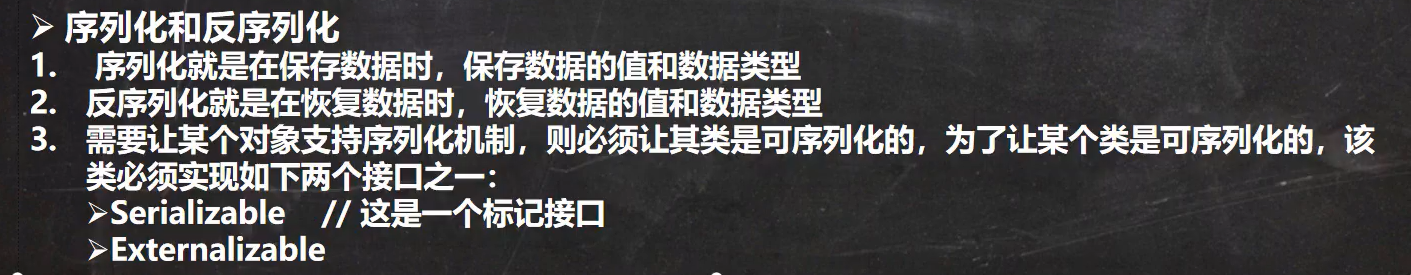 ➢ 序列化和反序列化
1. 序列化就是在保存数据时，保存数据的值和数据类型
2. 反序列化就是在恢复数据时，恢复数据的值和数据类型
3. 需要让某个对象支持序列化机制，则必须让其类是可序列化的，为了让某个类是可序列化的，该
类必须实现如下两个接口之一：
➢Serializable // 这是一个标记接口
➢Externalizable